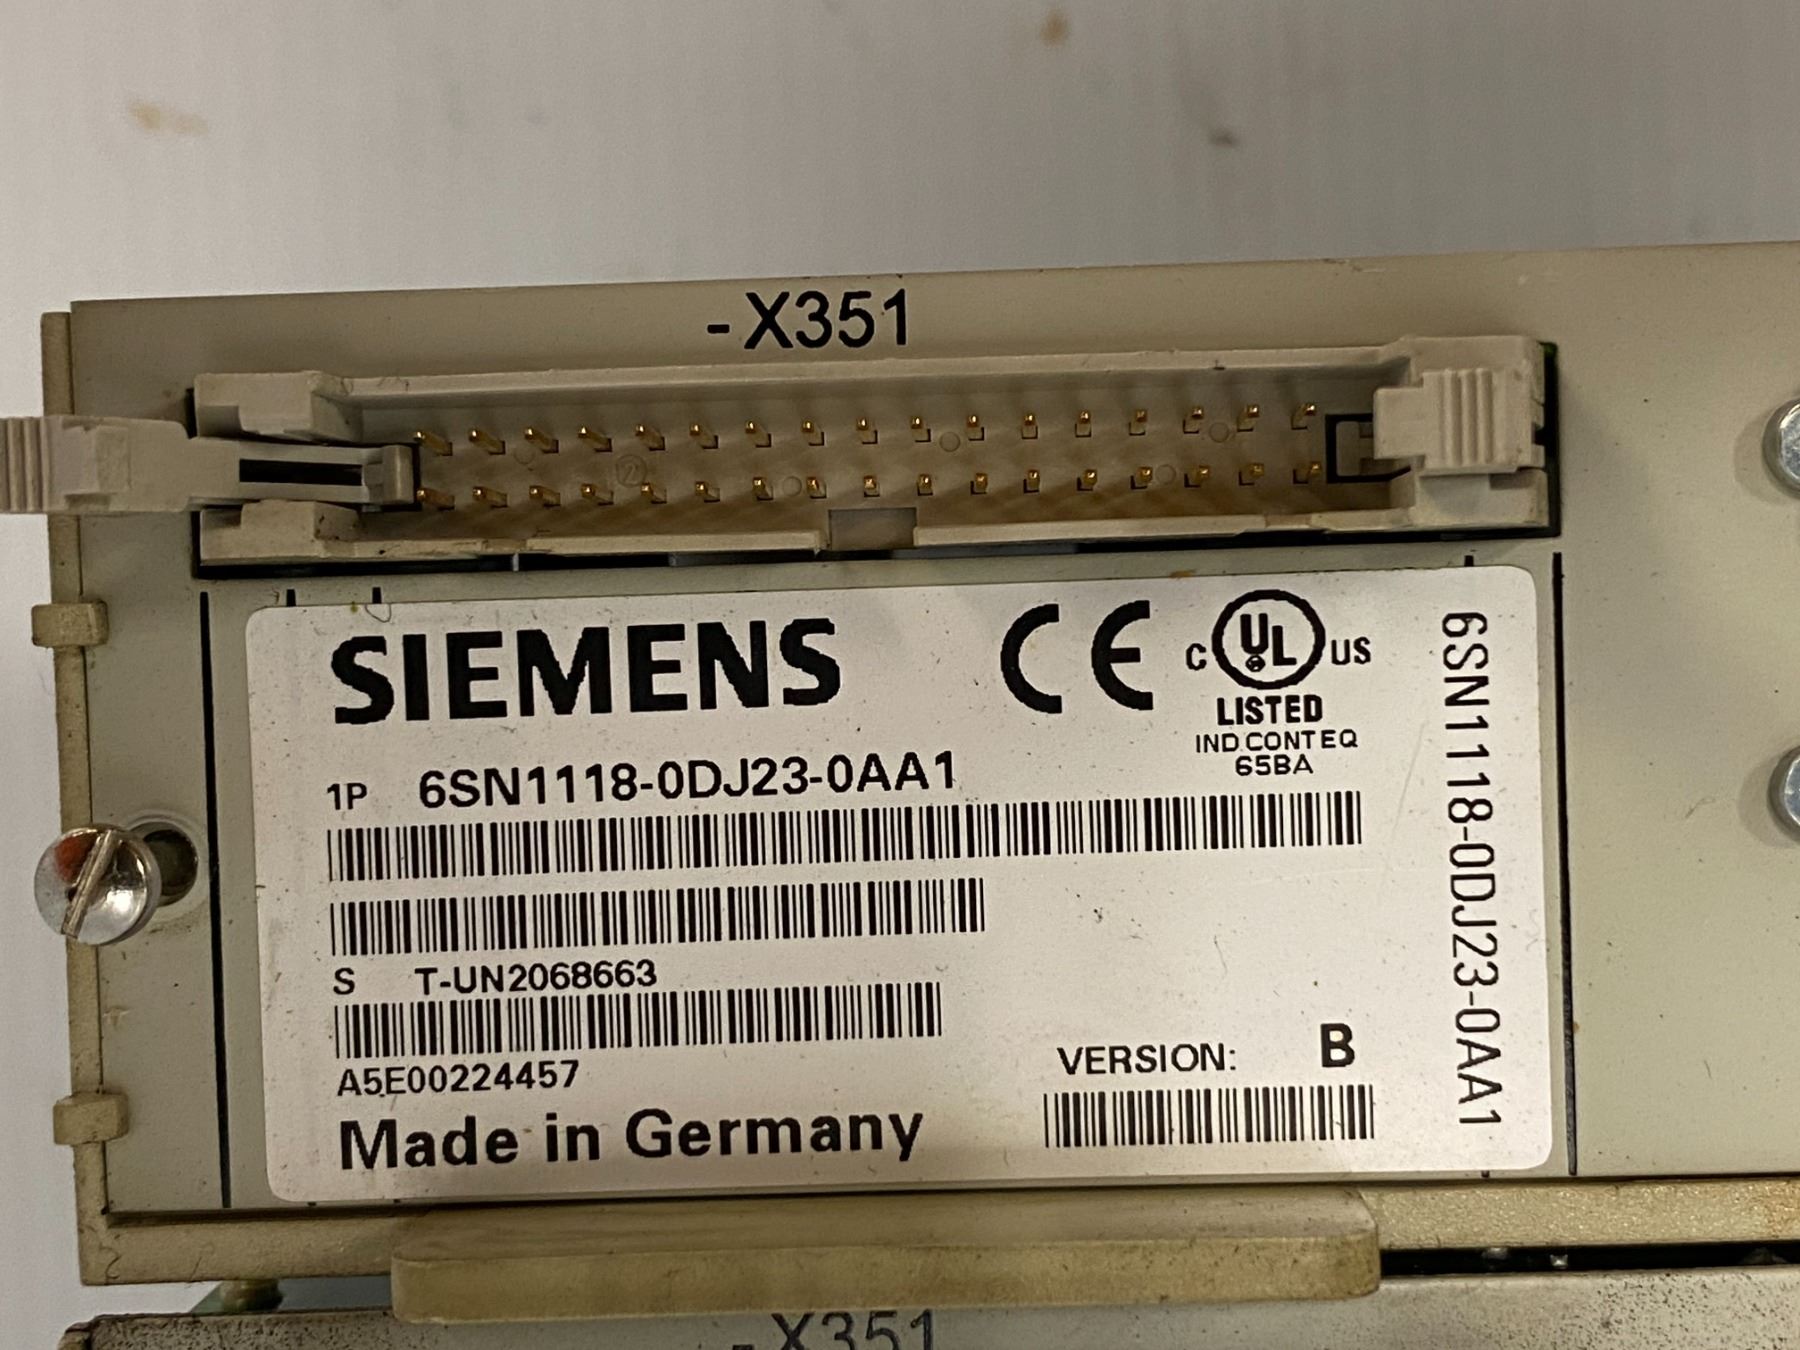 -X351
SIEMENS
CE
C UL US
LISTED
IND.CONT.EQ
65BA
1P 6SN1118-0DJ23-0AA1
S T-UN2068663
A5E00224457
VERSION: B
Made in Germany
6SN1118-0DJ23-0AA1
-X351